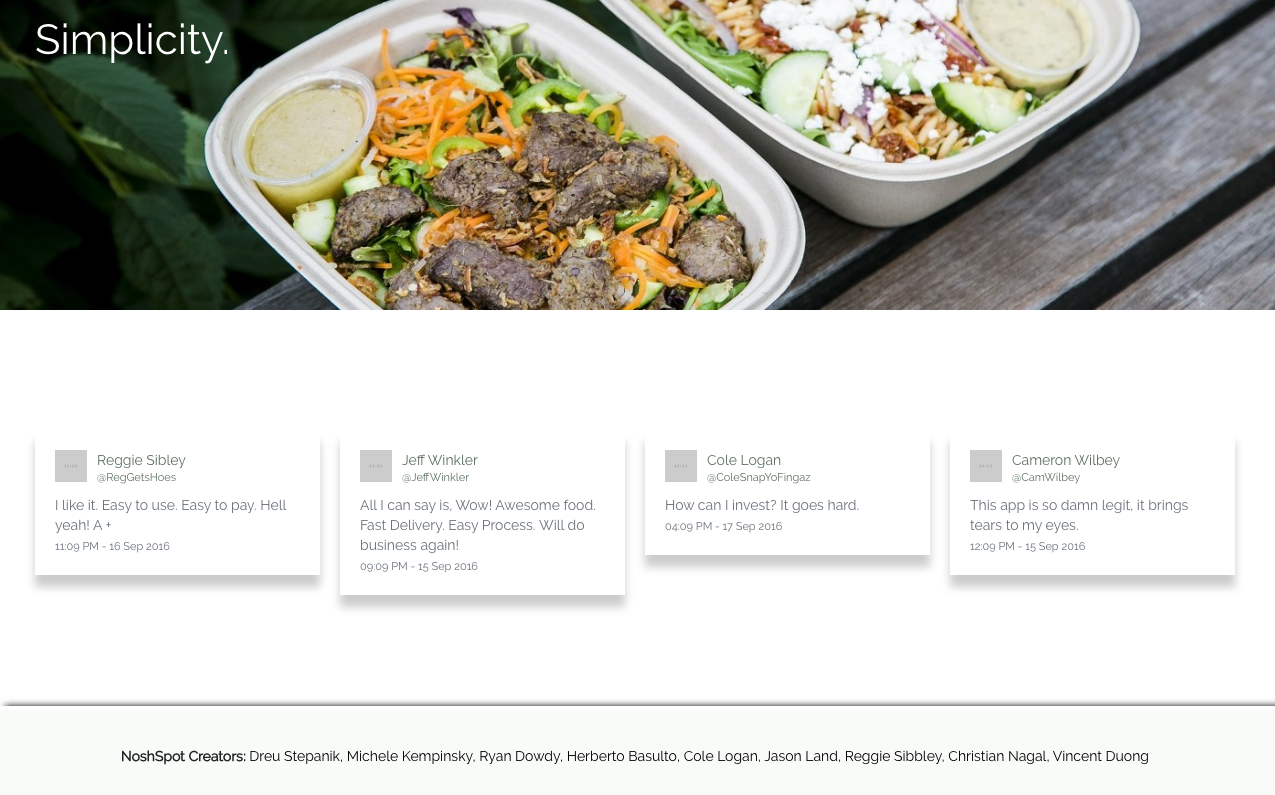 Simplicity.
Reggie Sibley
@RegGetsHoes
I like it. Easy to use. Easy to pay. Hell
yeah! A +
11:09 PM - 16 Sep 2016
Jeff Winkler
@JeffWinkler
All I can say is, Wow! Awesome food.
Fast Delivery. Easy Process. Will do
business again!
09:09 PM - 15 Sep 2016
Cole Logan
@ColeSnapYoFingaz
How can I invest? It goes hard.
04:09 PM - 17 Sep 2016
Cameron Wilbey
@CamWilbey
This app is so damn legit, it brings
tears to my eyes.
12:09 PM - 15 Sep 2016
NoshSpot Creators: Dreu Stepanik, Michele Kempinsky, Ryan Dowdy, Herberto Basulto, Cole Logan, Jason Land, Reggie Sibbley, Christian Nagal, Vincent Duong